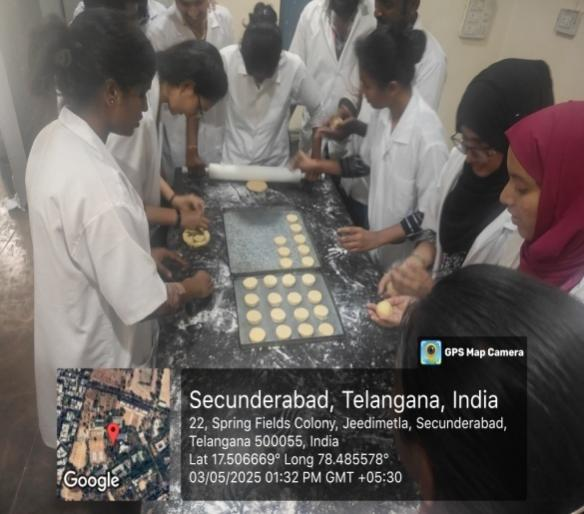 GPS Map Camera
Secunderabad, Telangana, India
22, Spring Fields Colony, Jeedimetla, Secunderabad,
Telangana 500055, India
Lat 17.506669° Long 78.485578°
03/05/2025 01:32 PM GMT +05:30
Google